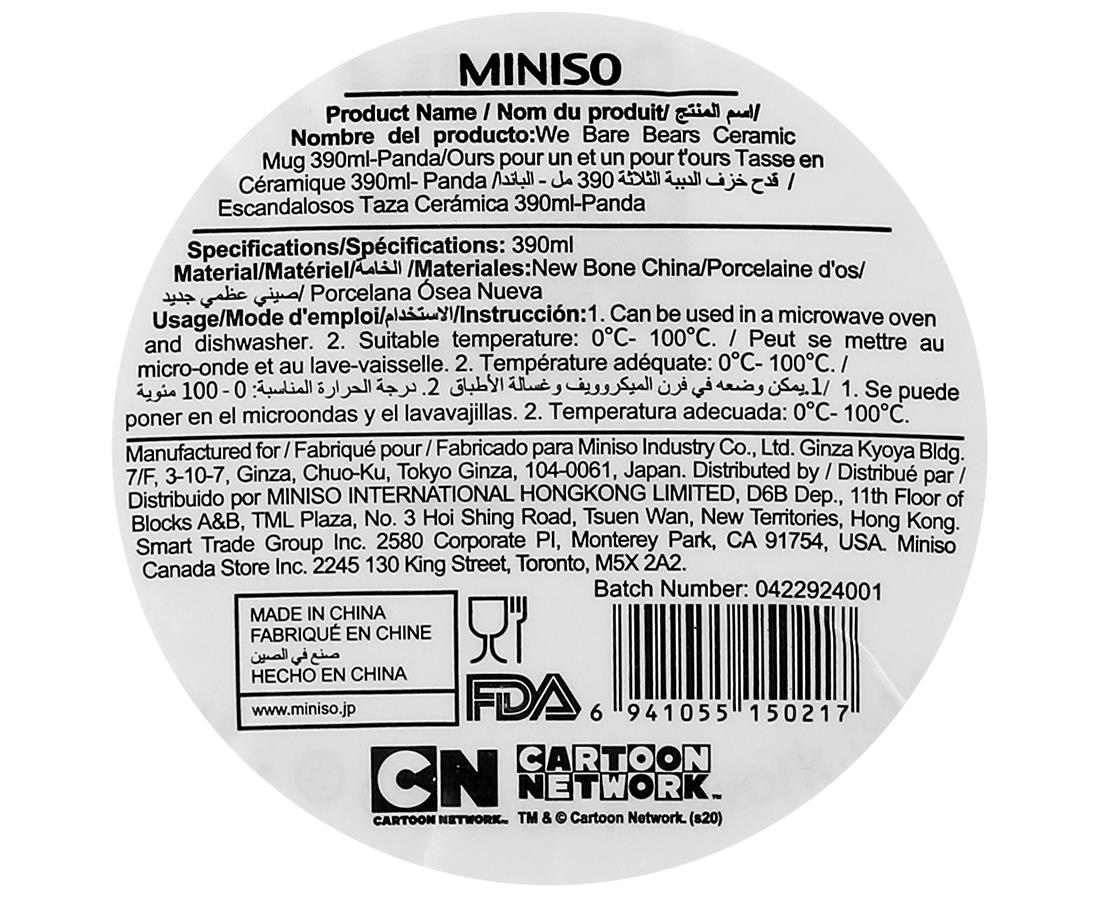 MINISO
Product Name / Nom du produit/ اسم المنتج/
Nombre del producto:We Bare Bears Ceramic
Mug 390ml-Panda/Ours pour un et un pour t'ours Tasse en
Céramique 390ml- Panda /قدح خزف الدببة الثلاثة 390 مل - الباندا /
Escandalosos Taza Cerámica 390ml-Panda
Specifications/Spécifications: 390ml
Material/Matériel/الخامة /Materiales:New Bone China/Porcelaine d'os/
صيني عظمي جديد/ Porcelana Ósea Nueva
Usage/Mode d'emploi/الاستخدام/Instrucción:1. Can be used in a microwave oven
and dishwasher. 2. Suitable temperature: 0°C- 100°C. / Peut se mettre au
micro-onde et au lave-vaisselle. 2. Température adéquate: 0°C- 100°C. /
1.يمكن وضعه في فرن الميكروويف وغسالة الأطباق 2. درجة الحرارة المناسبة: 0 - 100 مئوية / 1. Se puede
poner en el microondas y el lavavajillas. 2. Temperatura adecuada: 0°C- 100°C.
Manufactured for / Fabriqué pour / Fabricado para Miniso Industry Co., Ltd. Ginza Kyoya Bldg.
7/F, 3-10-7, Ginza, Chuo-Ku, Tokyo Ginza, 104-0061, Japan. Distributed by / Distribué par /
Distribuido por MINISO INTERNATIONAL HONGKONG LIMITED, D6B Dep., 11th Floor of
Blocks A&B, TML Plaza, No. 3 Hoi Shing Road, Tsuen Wan, New Territories, Hong Kong.
Smart Trade Group Inc. 2580 Corporate Pl, Monterey Park, CA 91754, USA. Miniso
Canada Store Inc. 2245 130 King Street, Toronto, M5X 2A2.
Batch Number: 0422924001
MADE IN CHINA
FABRIQUÉ EN CHINE
صنع في الصين
HECHO EN CHINA
www.miniso.jp
FDA
6 941055 150217
CN
CARTOON NETWORK™
CARTOON
NETWORK™
TM & © Cartoon Network. (s20)